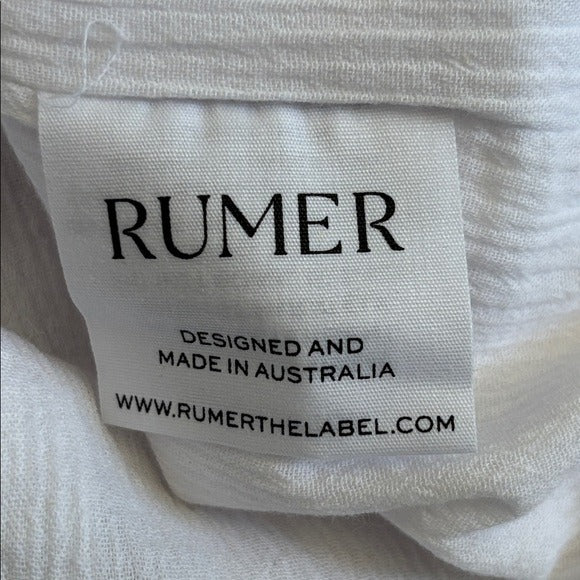 RUMER
DESIGNED AND
MADE IN AUSTRALIA
WWW.RUMERTHELABEL.COM